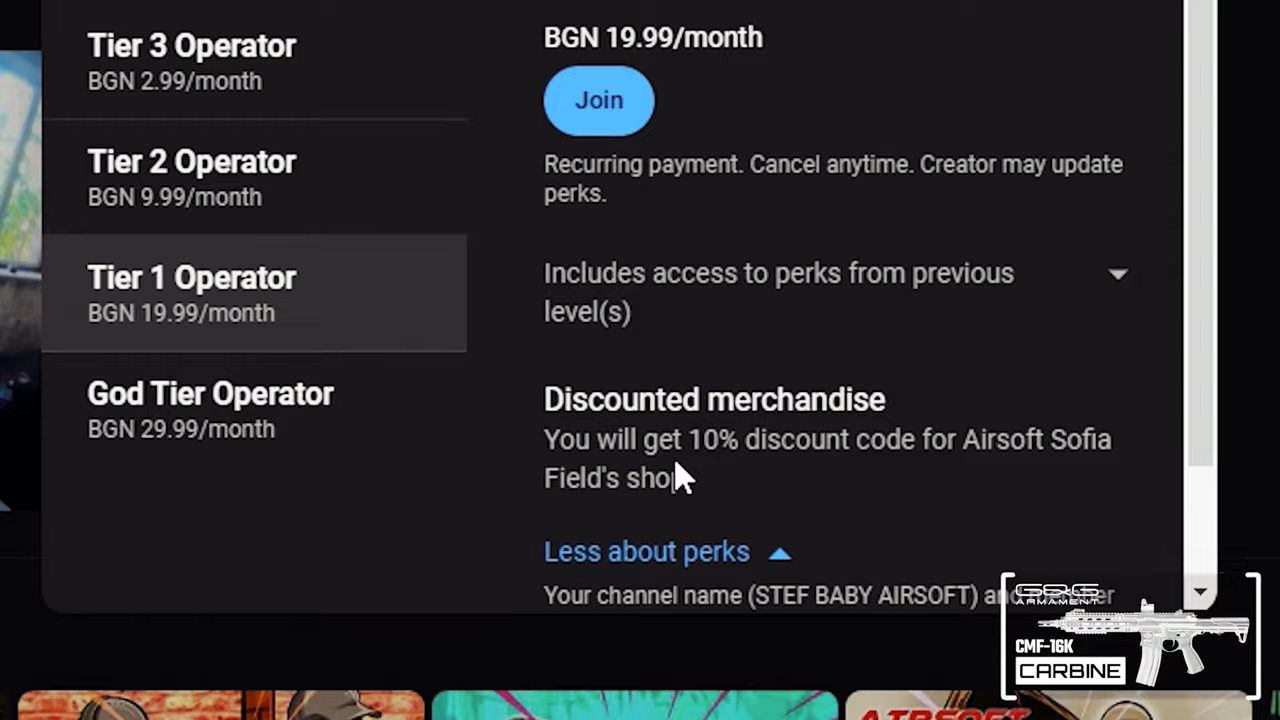 Tier 3 Operator
BGN 2.99/month
Tier 2 Operator
BGN 9.99/month
Tier 1 Operator
BGN 19.99/month
God Tier Operator
BGN 29.99/month
BGN 19.99/month
Join
Recurring payment. Cancel anytime. Creator may update
perks.
Includes access to perks from previous
level(s)
Discounted merchandise
You will get 10% discount code for Airsoft Sofia
Field's shop
Less about perks
Your channel name (STEF BABY AIRSOFT)
G&G
ARMAMENT
CMF-16K
CARBINE
AIRSOFT